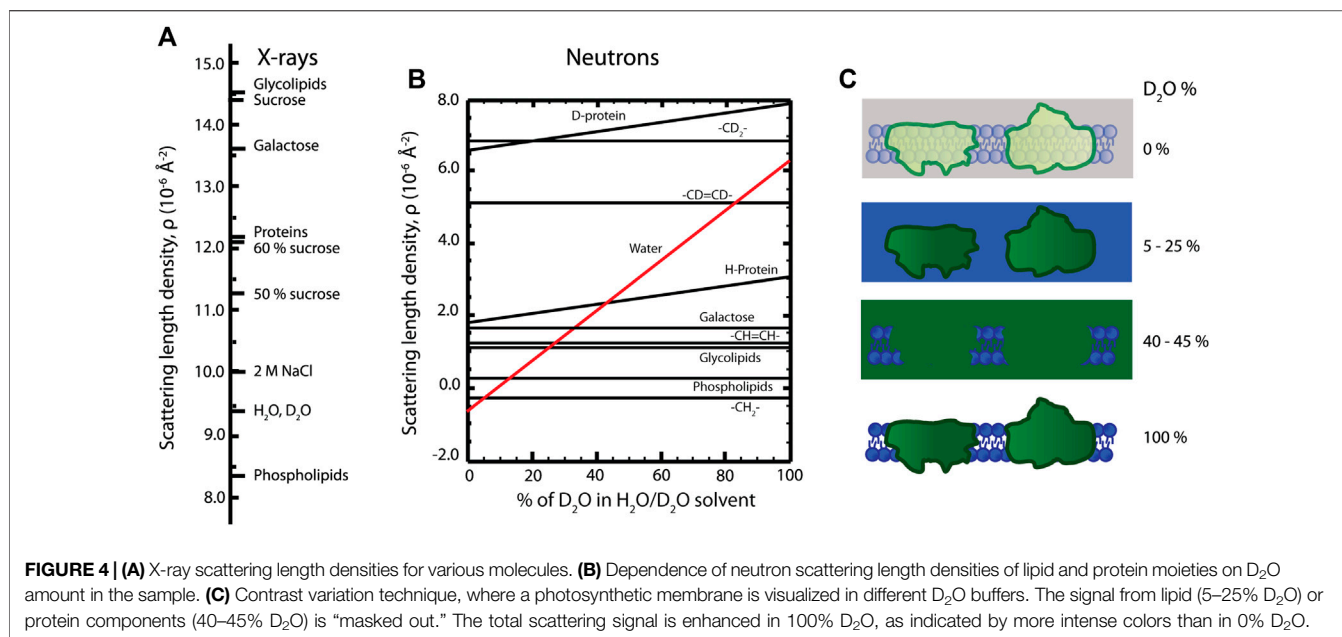 A
X-rays
Scattering length density, ρ (10⁻⁶ Å⁻²)
15.0
14.0
13.0
12.0
11.0
10.0
9.0
8.0
Glycolipids
Sucrose
Galactose
Proteins
60 % sucrose
50 % sucrose
2 M NaCl
H₂O, D₂O
Phospholipids
B
Neutrons
Scattering length density, ρ (10⁻⁶ Å⁻²)
8.0
6.0
4.0
2.0
0.0
-2.0
D-protein
-CD₂-
-CD=CD-
Water
H-Protein
Galactose
-CH=CH-
Glycolipids
Phospholipids
-CH₂-
0 20 40 60 80 100
% of D₂O in H₂O/D₂O solvent
C
D₂O %
0 %
5 - 25 %
40 - 45 %
100 %
FIGURE 4 | (A) X-ray scattering length densities for various molecules. (B) Dependence of neutron scattering length densities of lipid and protein moieties on D₂O
amount in the sample. (C) Contrast variation technique, where a photosynthetic membrane is visualized in different D₂O buffers. The signal from lipid (5–25% D₂O) or
protein components (40–45% D₂O) is “masked out.” The total scattering signal is enhanced in 100% D₂O, as indicated by more intense colors than in 0% D₂O.